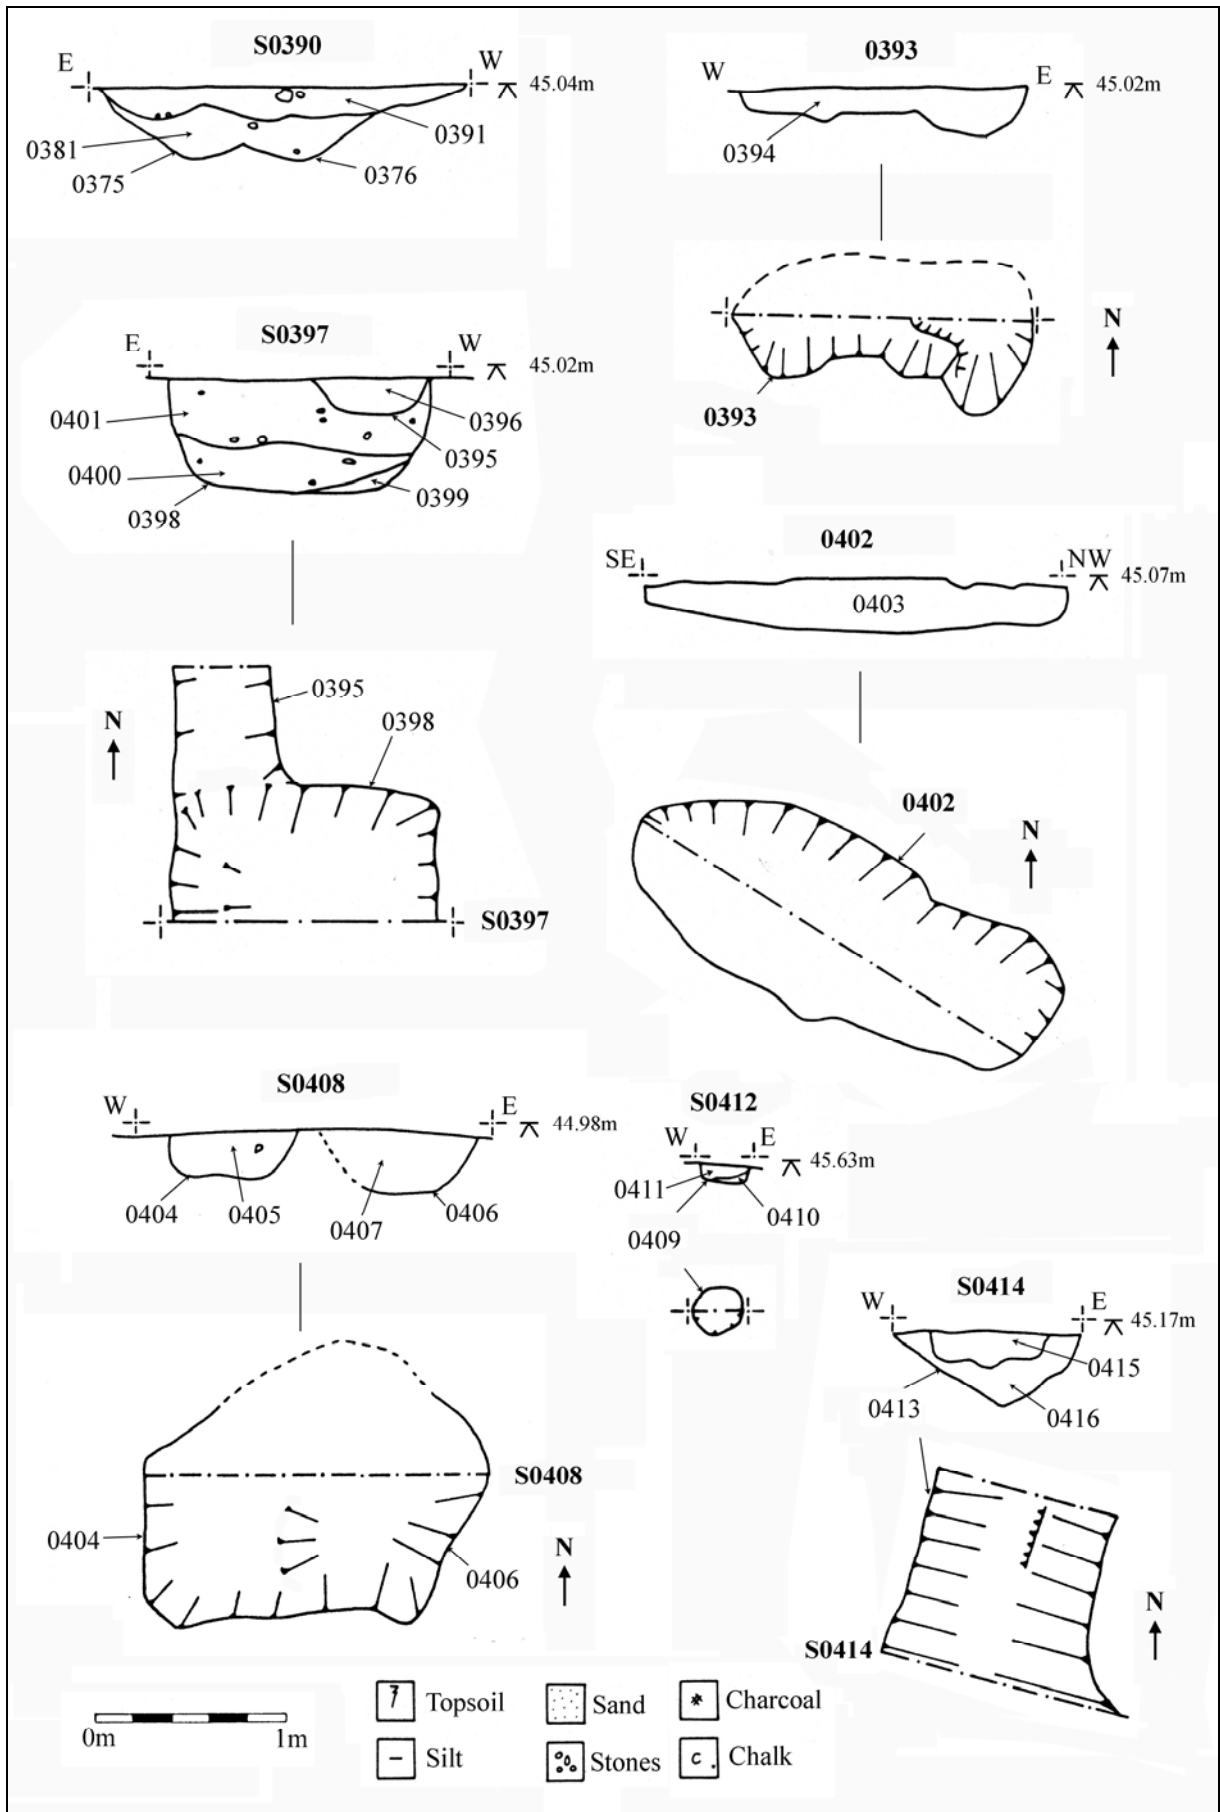 S0390
E
W
45.04m
0391
0381
0375
0376
0393
W
E
45.02m
0394
N
0393
S0397
E
W
45.02m
0401
0396
0395
0400
0399
0398
0402
SE
NW
45.07m
0403
0395
0398
N
S0397
0402
N
S0408
W
E
44.98m
0404
0405
0407
0406
S0412
W
E
45.63m
0411
0410
0409
S0414
W
E
45.17m
0415
0413
0416
S0408
0404
0406
N
S0414
N
0m
1m
Topsoil
Sand
Charcoal
Silt
Stones
Chalk